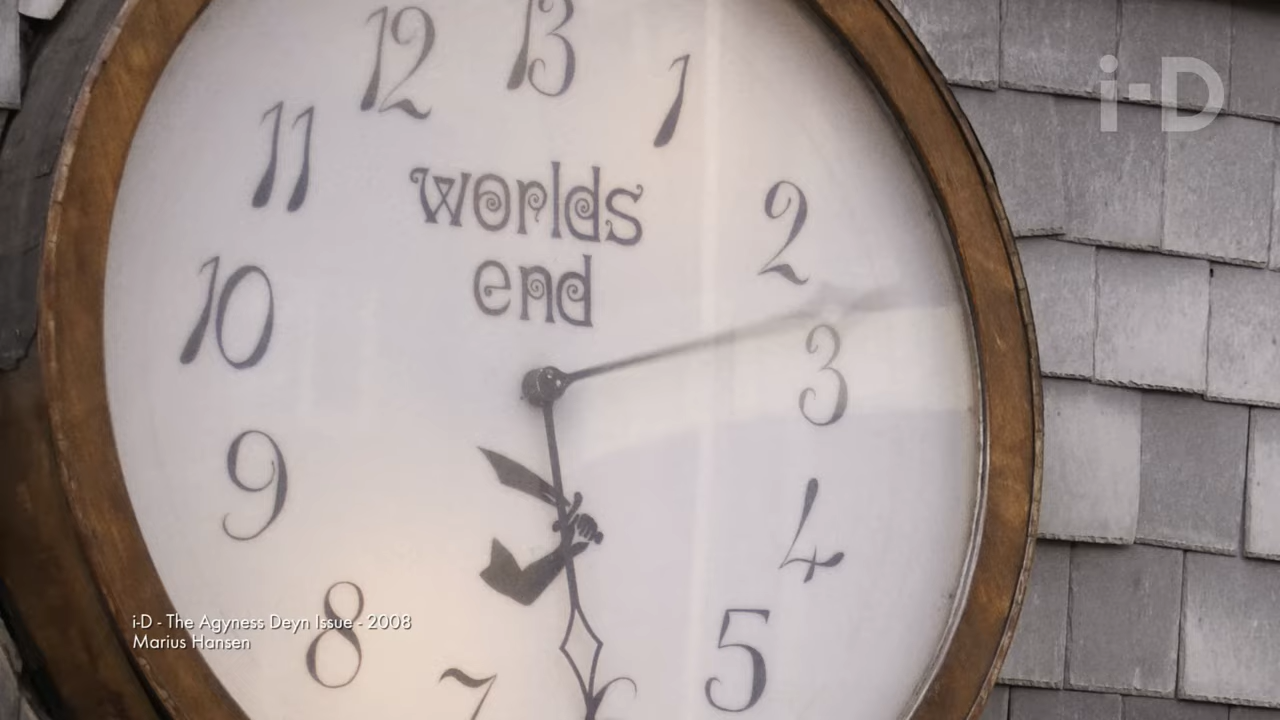 i-D
12
13
1
11
2
worlds
end
10
3
9
4
8
5
7
6
i-D - The Agyness Deyn Issue - 2008
Marius Hansen